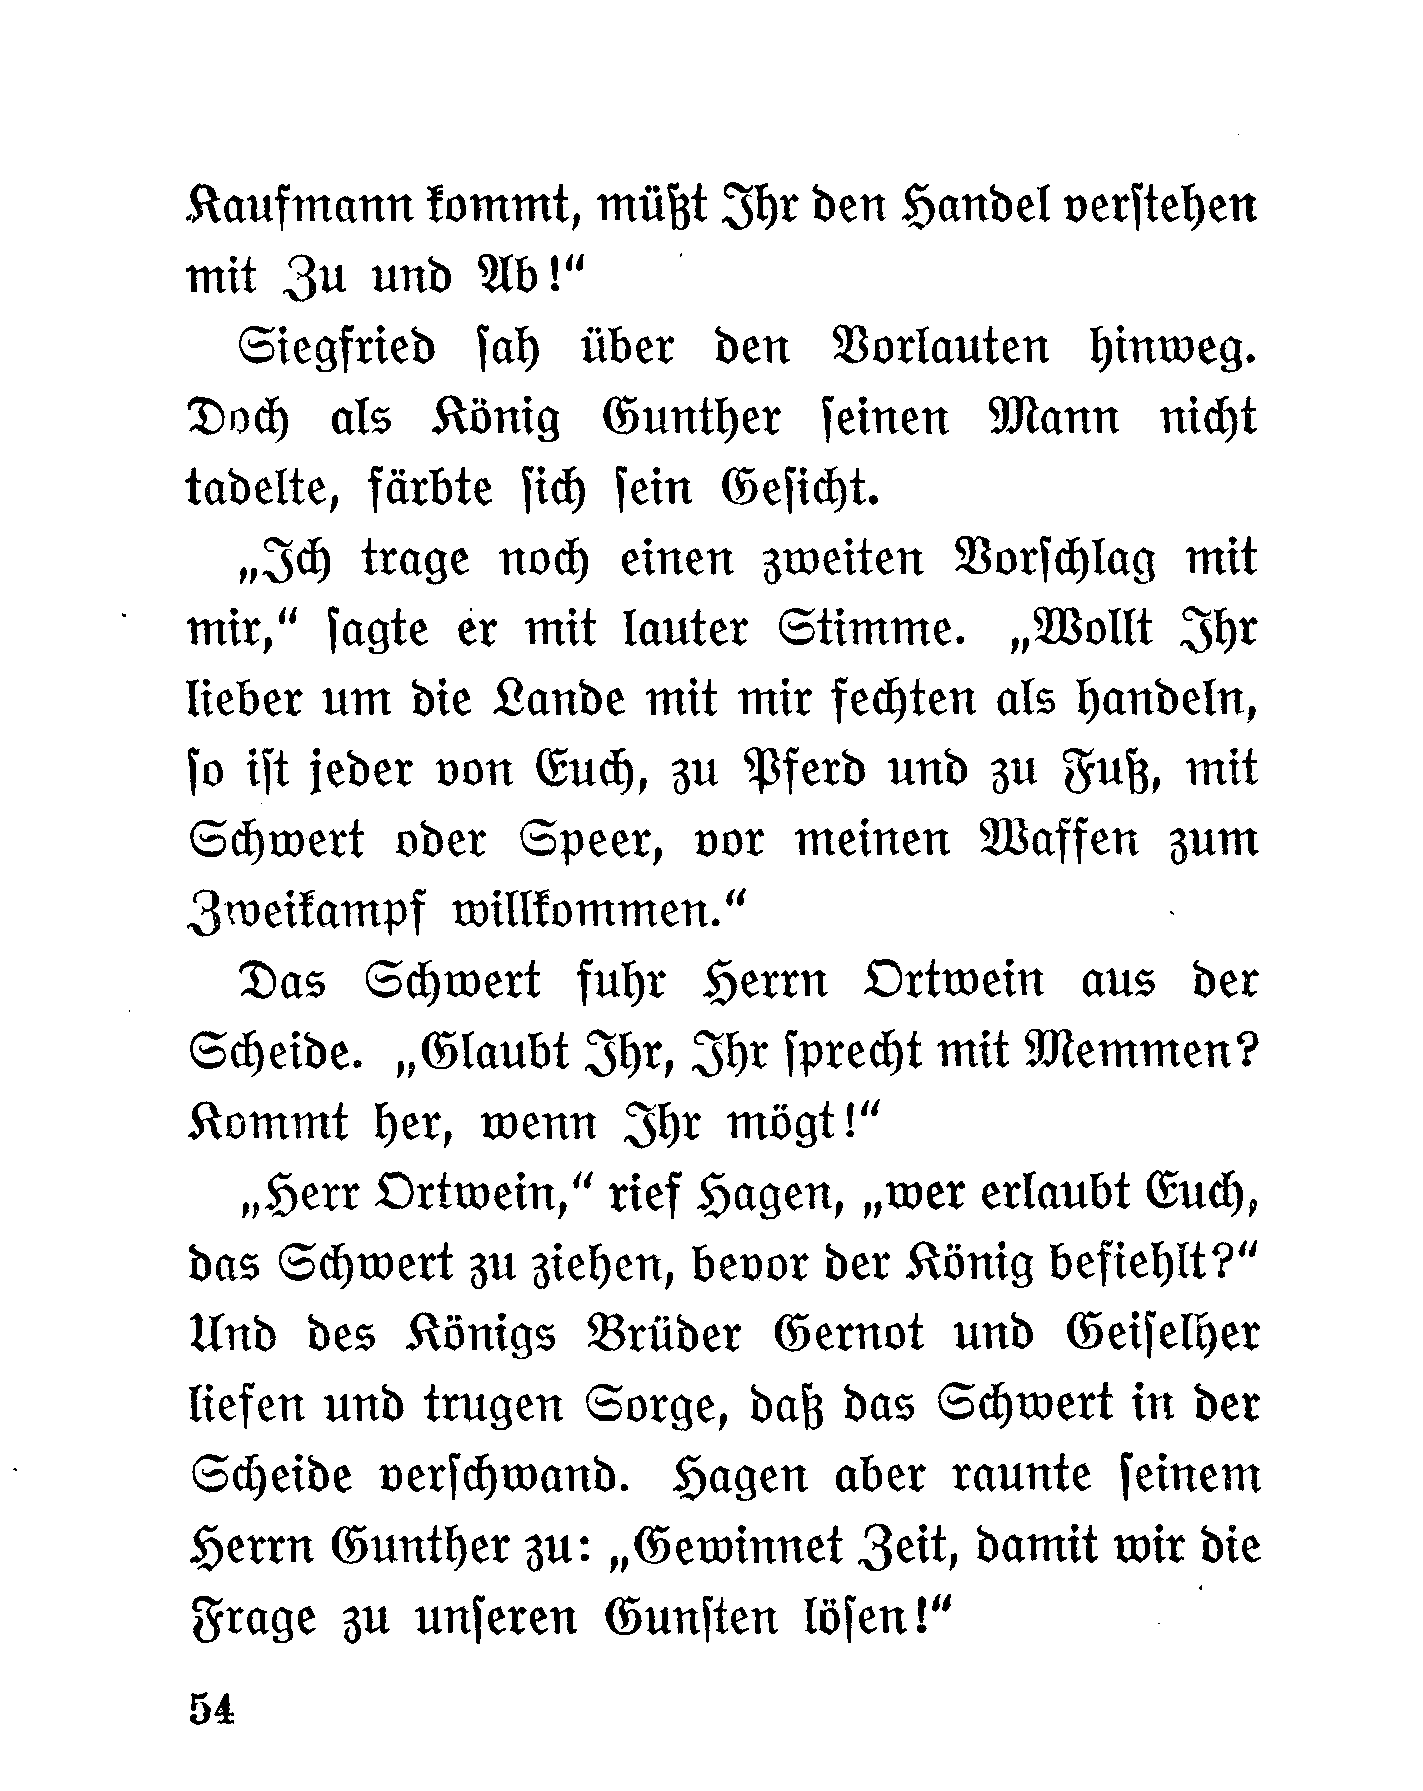 Kaufmann kommt, müßt Ihr den Handel verſtehen
mit Zu und Ab!“
Siegfried ſah über den Vorlauten hinweg.
Doch als König Gunther ſeinen Mann nicht
tadelte, färbte ſich ſein Geſicht.
„Ich trage noch einen zweiten Vorſchlag mit
mir,“ ſagte er mit lauter Stimme. „Wollt Ihr
lieber um die Lande mit mir fechten als handeln,
ſo iſt jeder von Euch, zu Pferd und zu Fuß, mit
Schwert oder Speer, vor meinen Waffen zum
Zweikampf willkommen.“
Das Schwert fuhr Herrn Ortwein aus der
Scheide. „Glaubt Ihr, Ihr ſprecht mit Memmen?
Kommt her, wenn Ihr mögt!“
„Herr Ortwein,“ rief Hagen, „wer erlaubt Euch,
das Schwert zu ziehen, bevor der König befiehlt?“
Und des Königs Brüder Gernot und Geiſelher
liefen und trugen Sorge, daß das Schwert in der
Scheide verſchwand. Hagen aber raunte ſeinem
Herrn Gunther zu: „Gewinnet Zeit, damit wir die
Frage zu unſeren Gunſten löſen!“
54